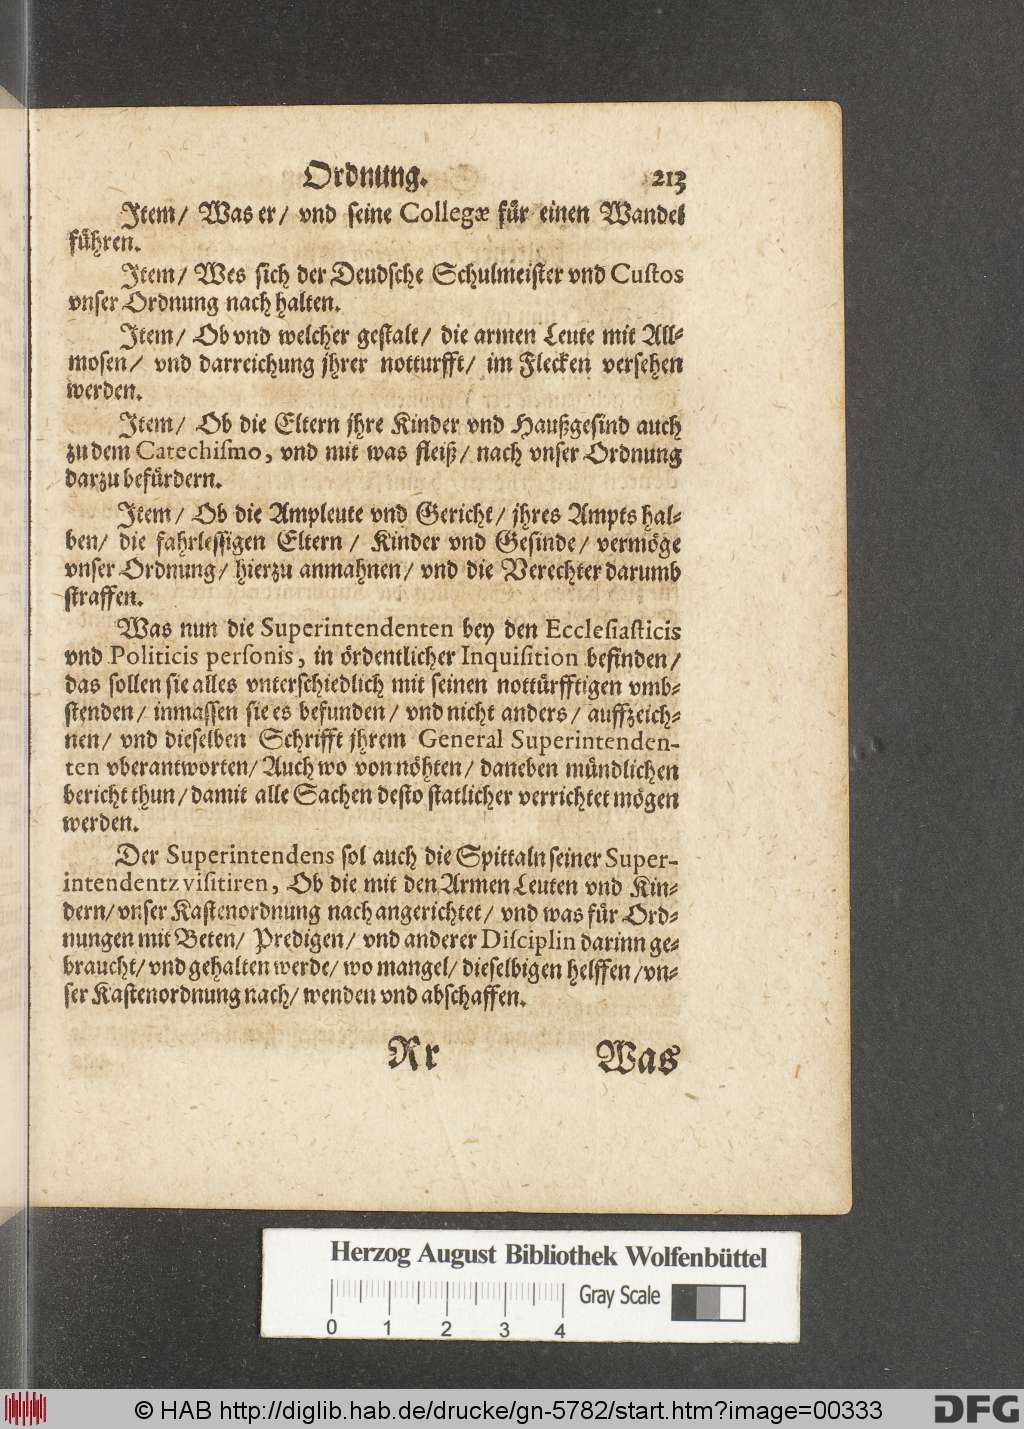 Ordnung. 213
Item/ Was er/ vnd seine Collegæ für einen Wandel
führen.
Item/ Wes sich der Deudsche Schulmeister vnd Custos
vnser Ordnung nach halten.
Item/ Ob vnd welcher gestalt/ die armen Leute mit All-
mosen/ vnd darreichung jhrer notturfft/ im Flecken versehen
werden.
Item/ Ob die Eltern jhre Kinder vnd Haußgesind auch
zu dem Catechiſmo, vnd mit was fleiß/ nach vnser Ordnung
darzu befürdern.
Item/ Ob die Ampleute vnd Gericht/ jhres Ampts hal-
ben/ die fahrlessigen Eltern/ Kinder vnd Gesinde/ vermöge
vnser Ordnung/ hierzu anmahnen/ vnd die Verechter darumb
straffen.
Was nun die Superintendenten bey den Eccleſiaſticis
vnd Politicis perſonis, in ördentlicher Inquiſition befinden/
das sollen sie alles vnterschiedlich mit seinen nottürfftigen vmb-
stenden/ inmassen sie es befunden/ vnd nicht anders/ auffzeich-
nen/ vnd dieselben Schrifft jhrem General Superintenden-
ten vberantworten/ Auch wo von nöhten/ daneben mündlichen
bericht thun/ damit alle Sachen desto statlicher verrichtet mögen
werden.
Der Superintendens sol auch die Spittaln seiner Super-
intendentz viſitiren, Ob die mit den Armen Leuten vnd Kin-
dern/ vnser Kastenordnung nach angerichtet/ vnd was für Ord-
nungen mit Beten/ Predigen/ vnd anderer Diſciplin darinn ge-
braucht/ vnd gehalten werde/ wo mangel/ dieselbigen helffen/ vn-
ser Kastenordnung nach/ wenden vnd abschaffen.
Rr Was
Herzog August Bibliothek Wolfenbüttel
Gray Scale
0 1 2 3 4
© HAB http://diglib.hab.de/drucke/gn-5782/start.htm?image=00333
DFG